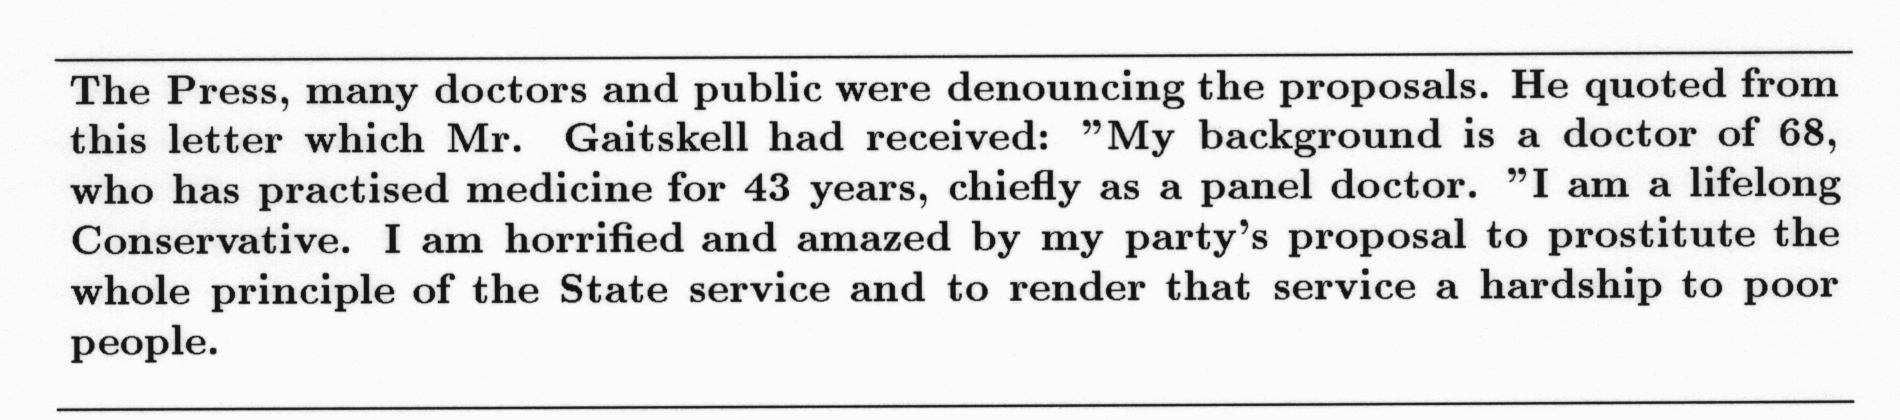 The Press, many doctors and public were denouncing the proposals. He quoted from
this letter which Mr. Gaitskell had received: ”My background is a doctor of 68,
who has practised medicine for 43 years, chiefly as a panel doctor. ”I am a lifelong
Conservative. I am horrified and amazed by my party’s proposal to prostitute the
whole principle of the State service and to render that service a hardship to poor
people.